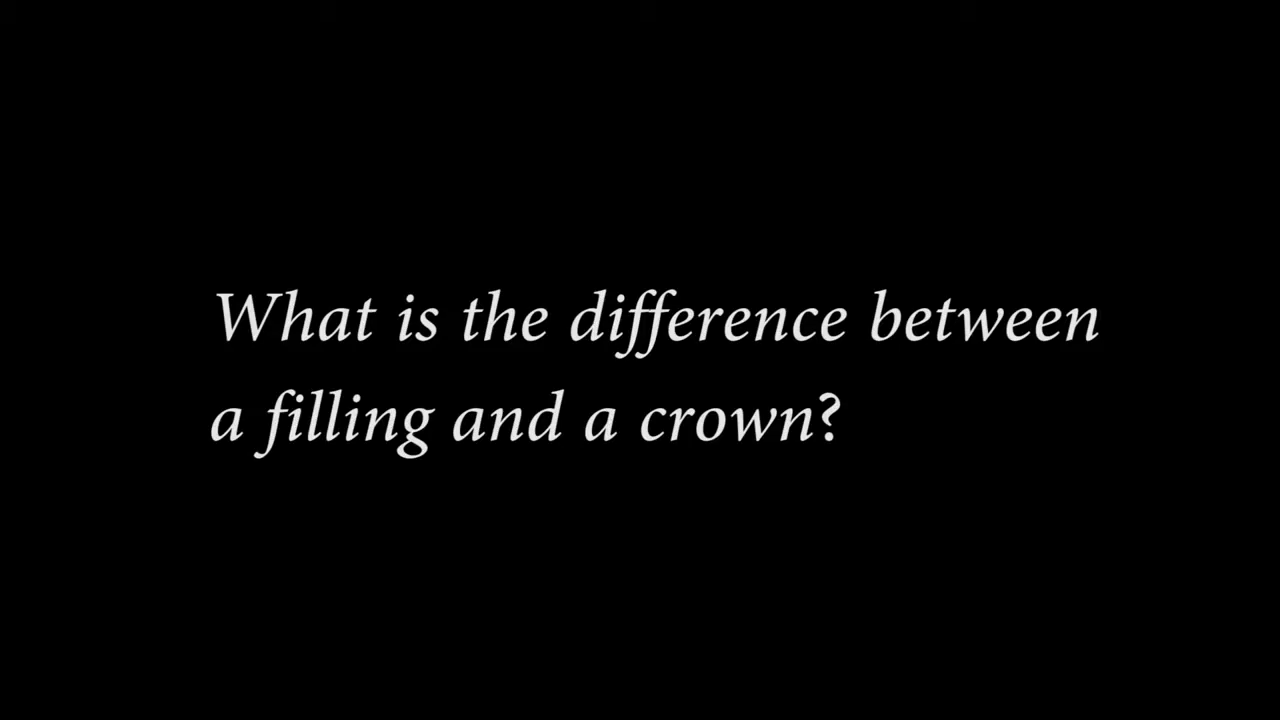 What is the difference between
a filling and a crown?